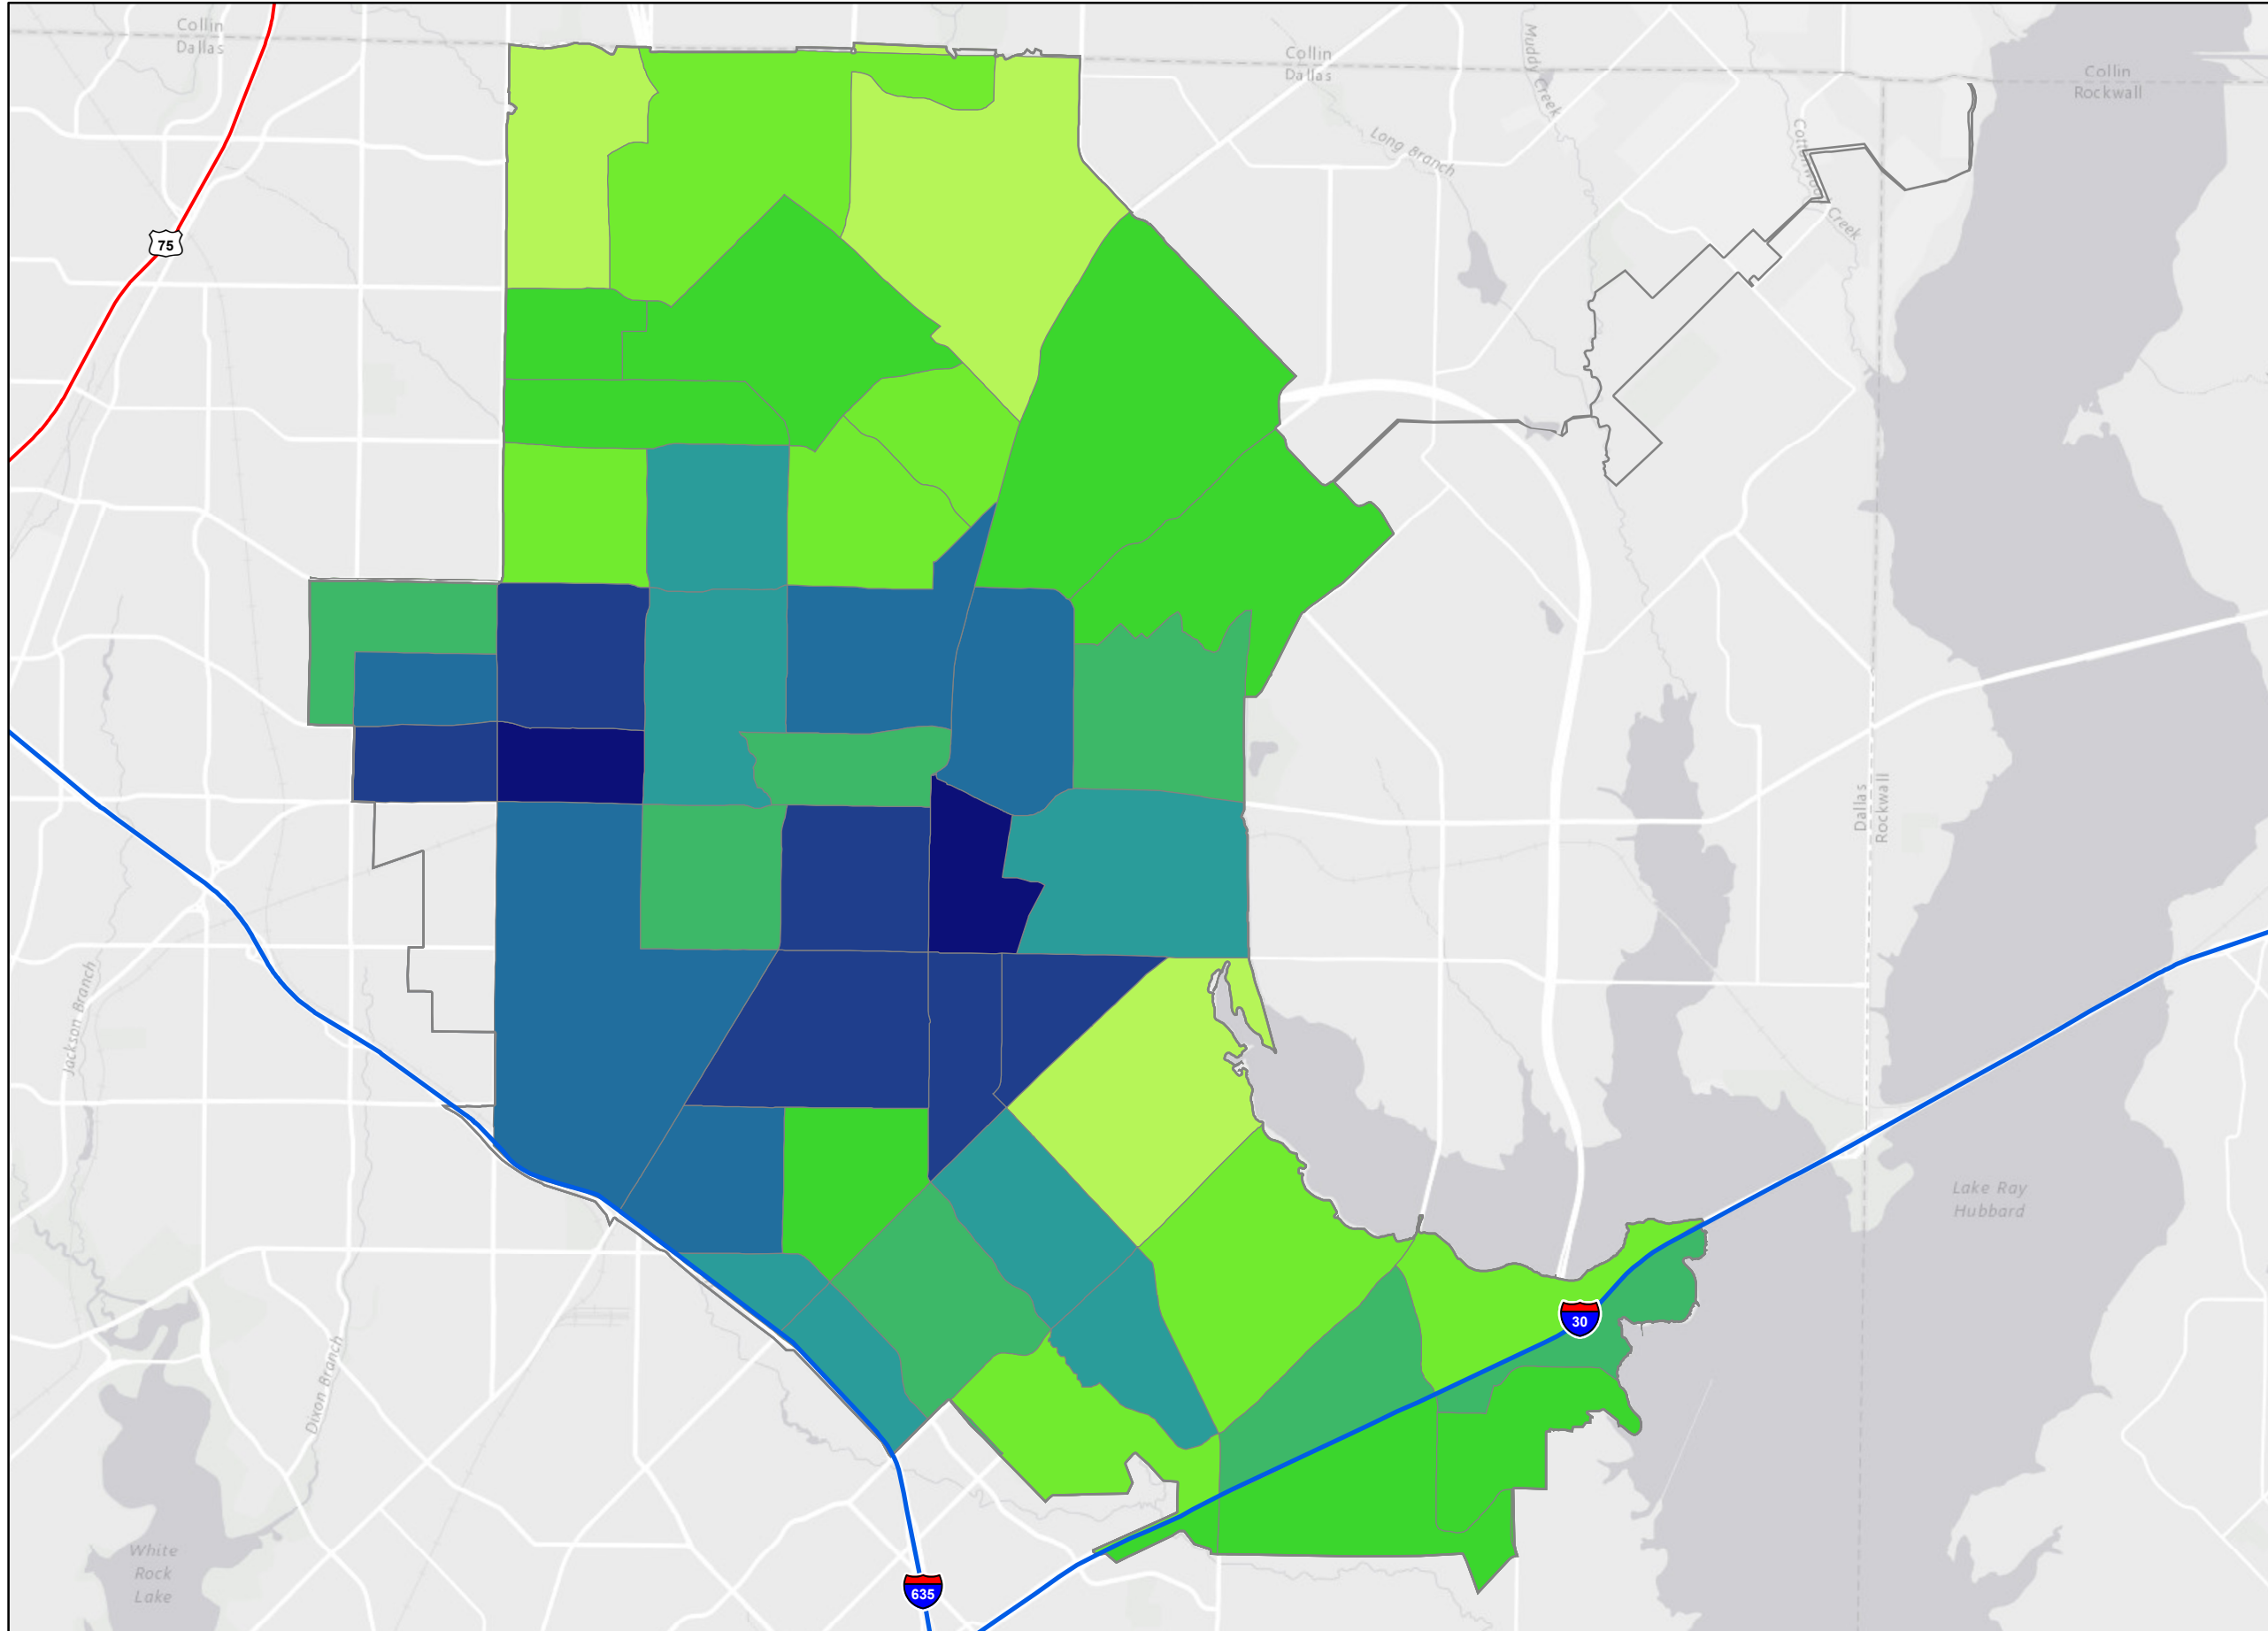 Collin
Dallas
Collin
Dallas
Muddy Creek
Collin
Rockwall
Long Branch
Cottonwood Creek
75
Dallas
Rockwall
Jackson Branch
Lake Ray
Hubbard
30
Dixon Branch
White
Rock
Lake
635